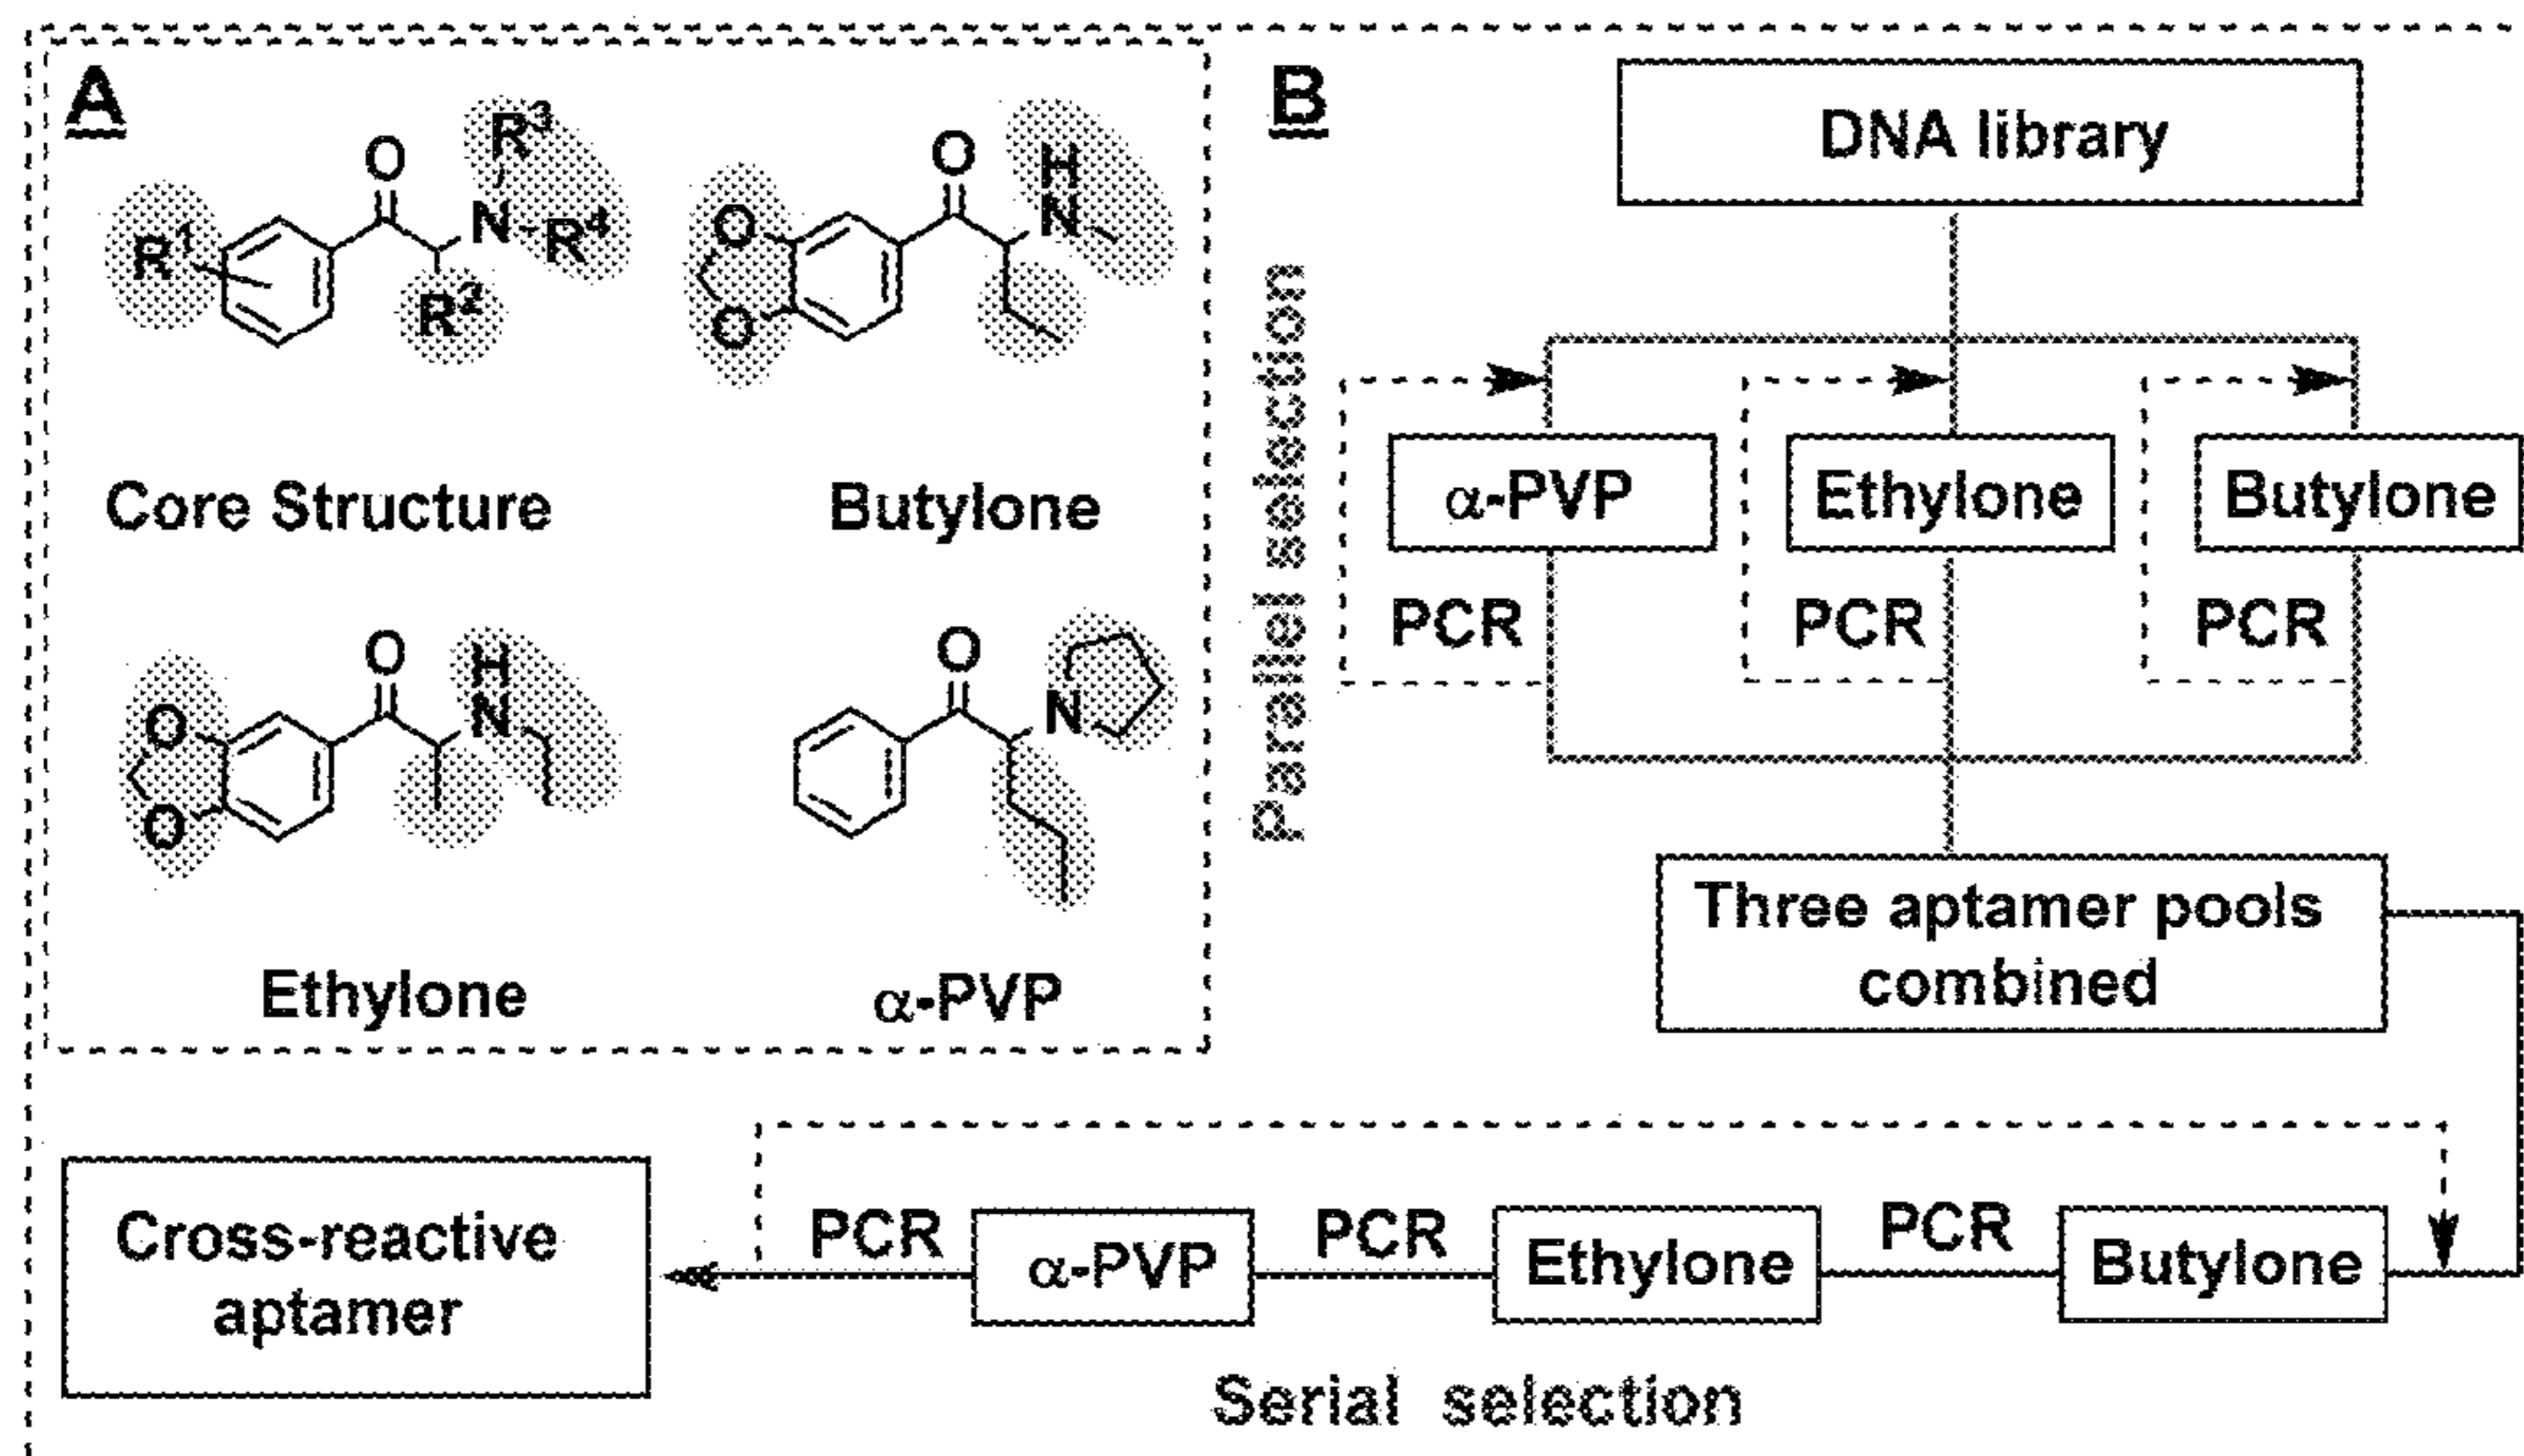 A
R³
O
N
R⁴
R¹
R²
Core Structure
O
H
N
O
O
Butylone
O
H
N
O
O
Ethylone
O
N
α-PVP
B
DNA library
Parallel selection
α-PVP
Ethylone
Butylone
PCR
PCR
PCR
Three aptamer pools
combined
Cross-reactive
aptamer
PCR
α-PVP
PCR
Ethylone
PCR
Butylone
Serial selection